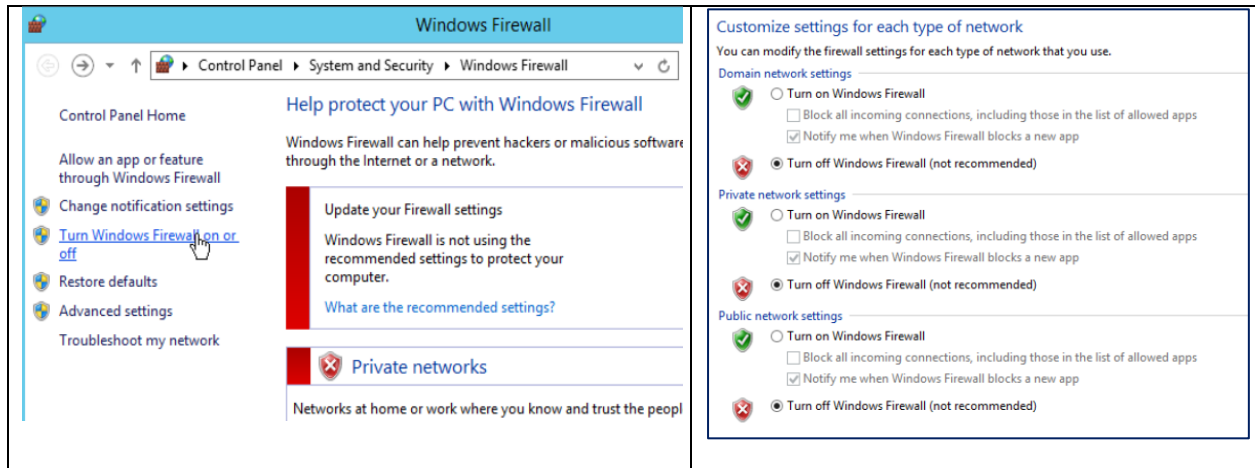 Windows Firewall
Control Panel ▸ System and Security ▸ Windows Firewall
Control Panel Home
Allow an app or feature
through Windows Firewall
Change notification settings
Turn Windows Firewall on or
off
Restore defaults
Advanced settings
Troubleshoot my network
Help protect your PC with Windows Firewall
Windows Firewall can help prevent hackers or malicious software
through the Internet or a network.
Update your Firewall settings
Windows Firewall is not using the
recommended settings to protect your
computer.
What are the recommended settings?
Private networks
Networks at home or work where you know and trust the peopl
Customize settings for each type of network
You can modify the firewall settings for each type of network that you use.
Domain network settings
Turn on Windows Firewall
Block all incoming connections, including those in the list of allowed apps
Notify me when Windows Firewall blocks a new app
Turn off Windows Firewall (not recommended)
Private network settings
Turn on Windows Firewall
Block all incoming connections, including those in the list of allowed apps
Notify me when Windows Firewall blocks a new app
Turn off Windows Firewall (not recommended)
Public network settings
Turn on Windows Firewall
Block all incoming connections, including those in the list of allowed apps
Notify me when Windows Firewall blocks a new app
Turn off Windows Firewall (not recommended)